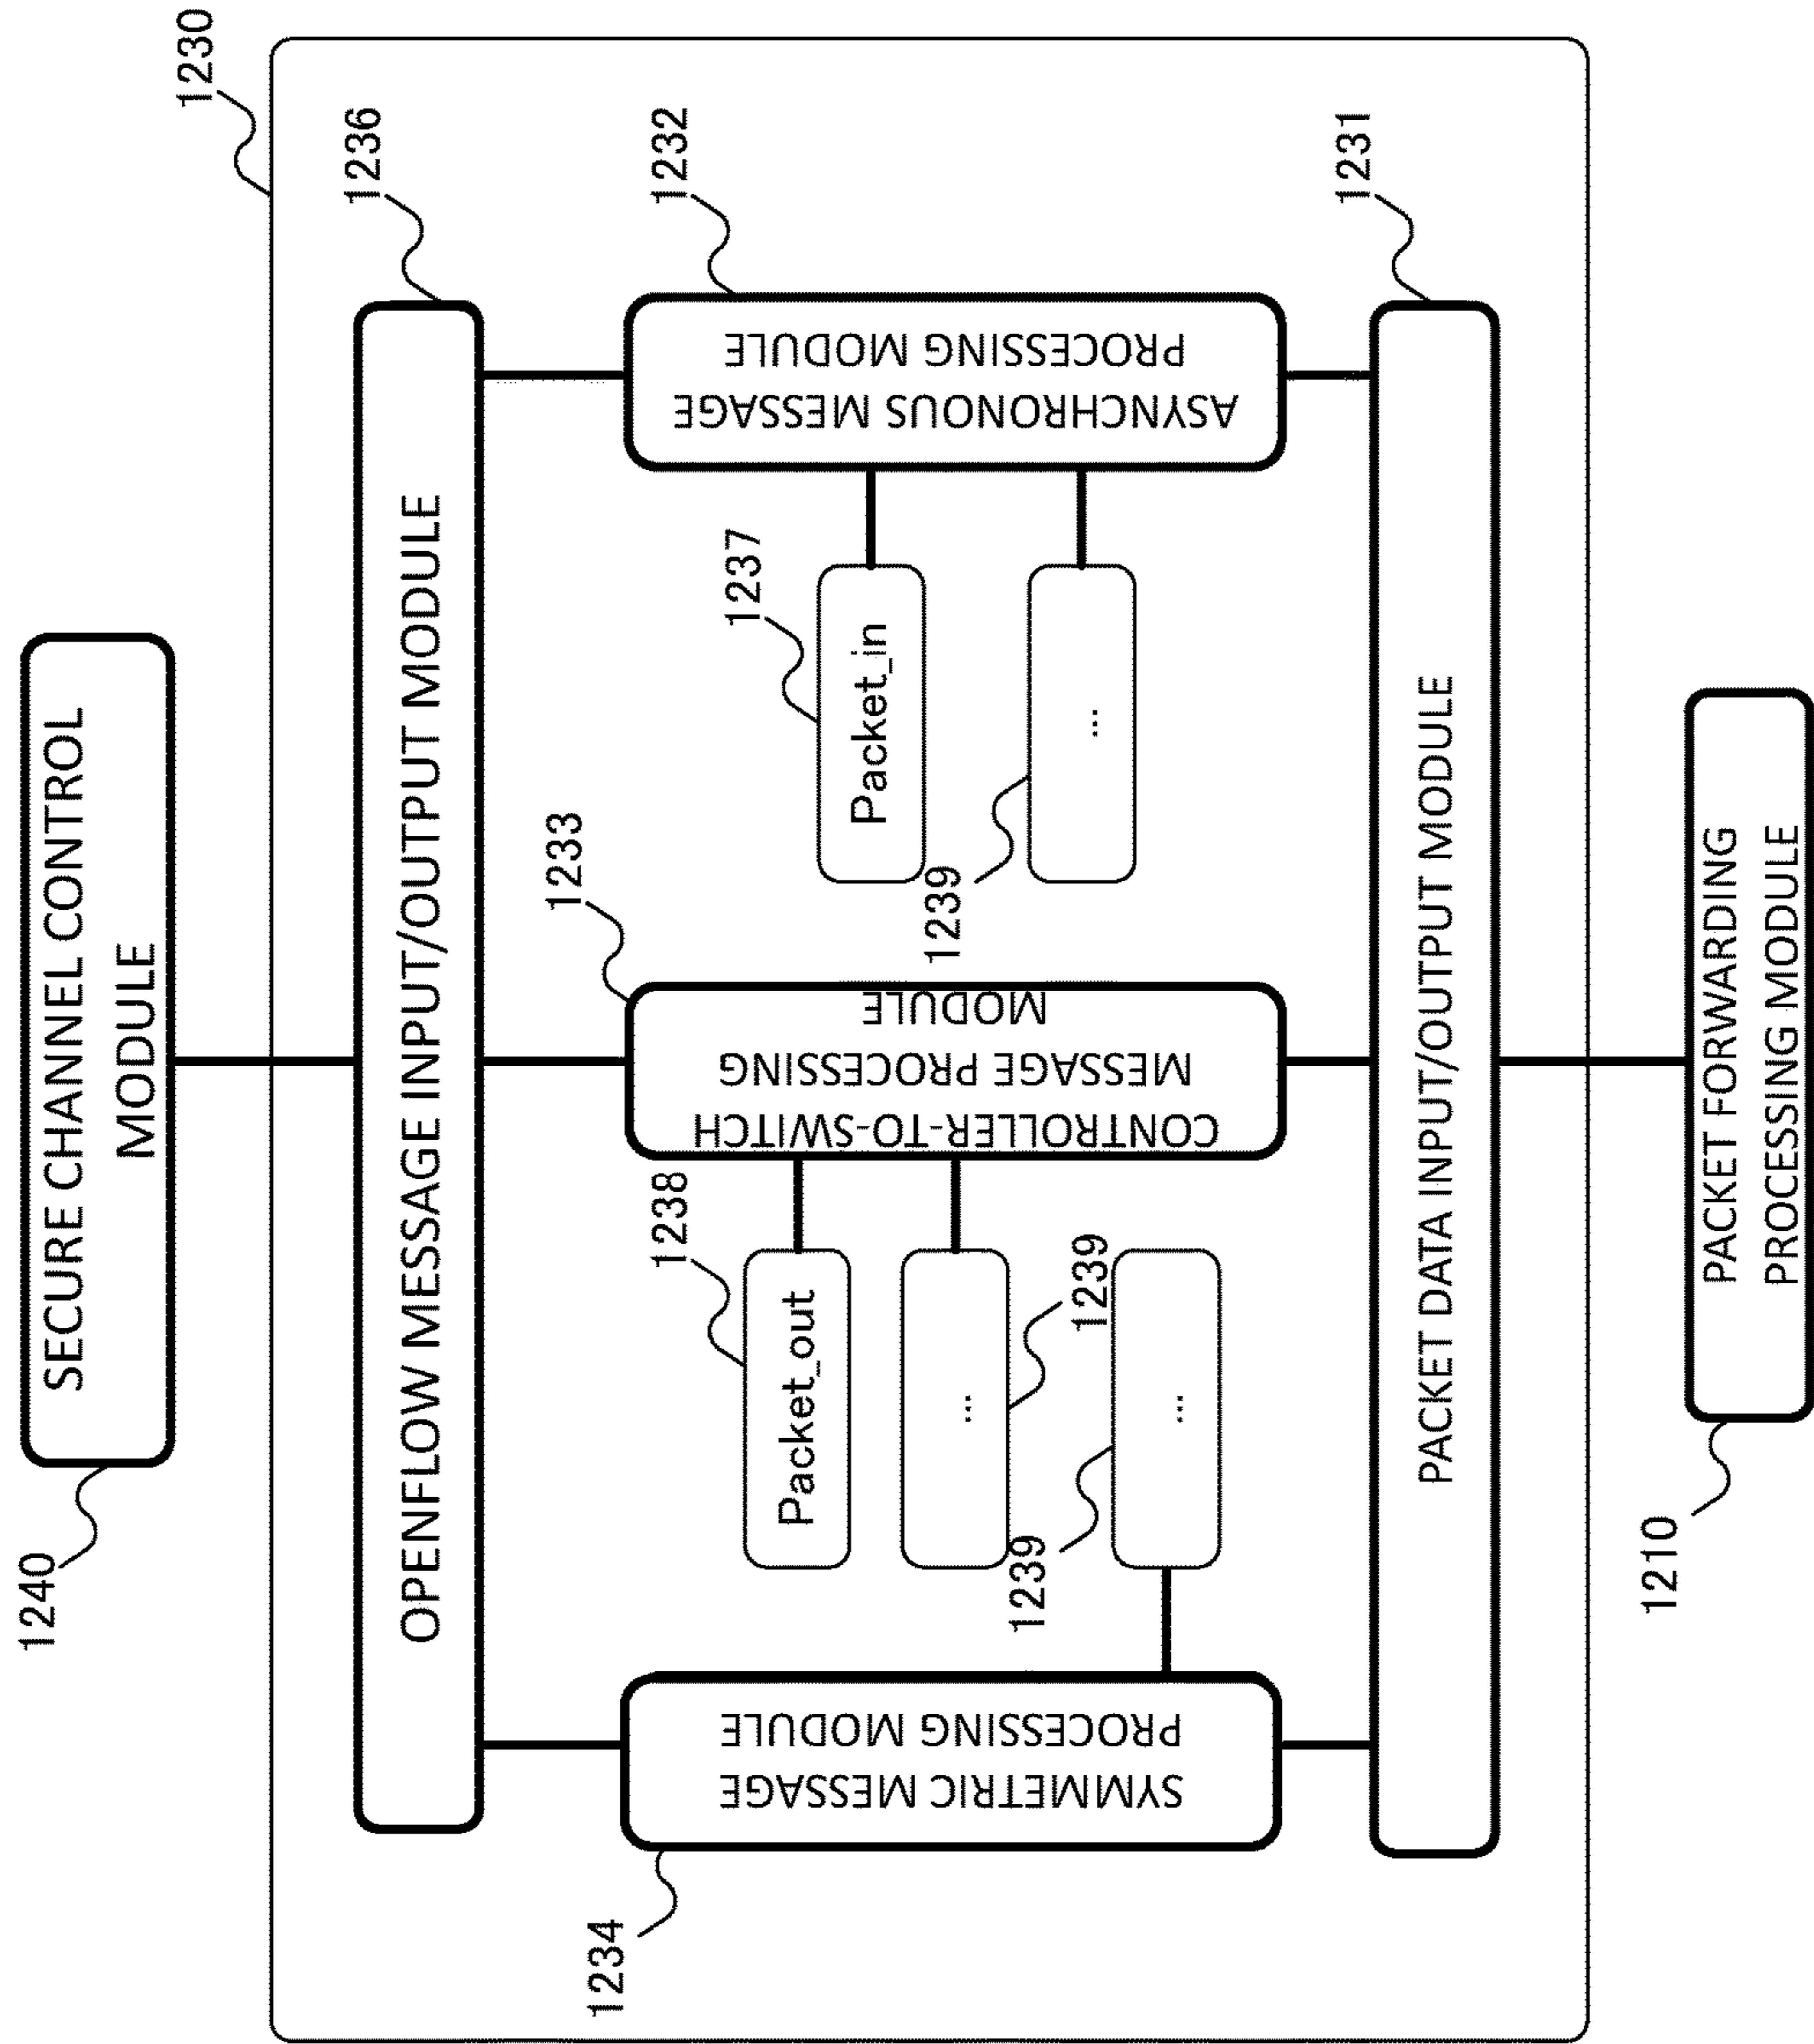 1240
SECURE CHANNEL CONTROL
MODULE
1230
OPENFLOW MESSAGE INPUT/OUTPUT MODULE
1236
1234
SYMMETRIC MESSAGE
PROCESSING MODULE
1238
Packet_out
...
1239
1239
...
1233
CONTROLLER-TO-SWITCH
MESSAGE PROCESSING
MODULE
1237
Packet_in
1239
...
1232
ASYNCHRONOUS MESSAGE
PROCESSING MODULE
PACKET DATA INPUT/OUTPUT MODULE
1231
1210
PACKET FORWARDING
PROCESSING MODULE